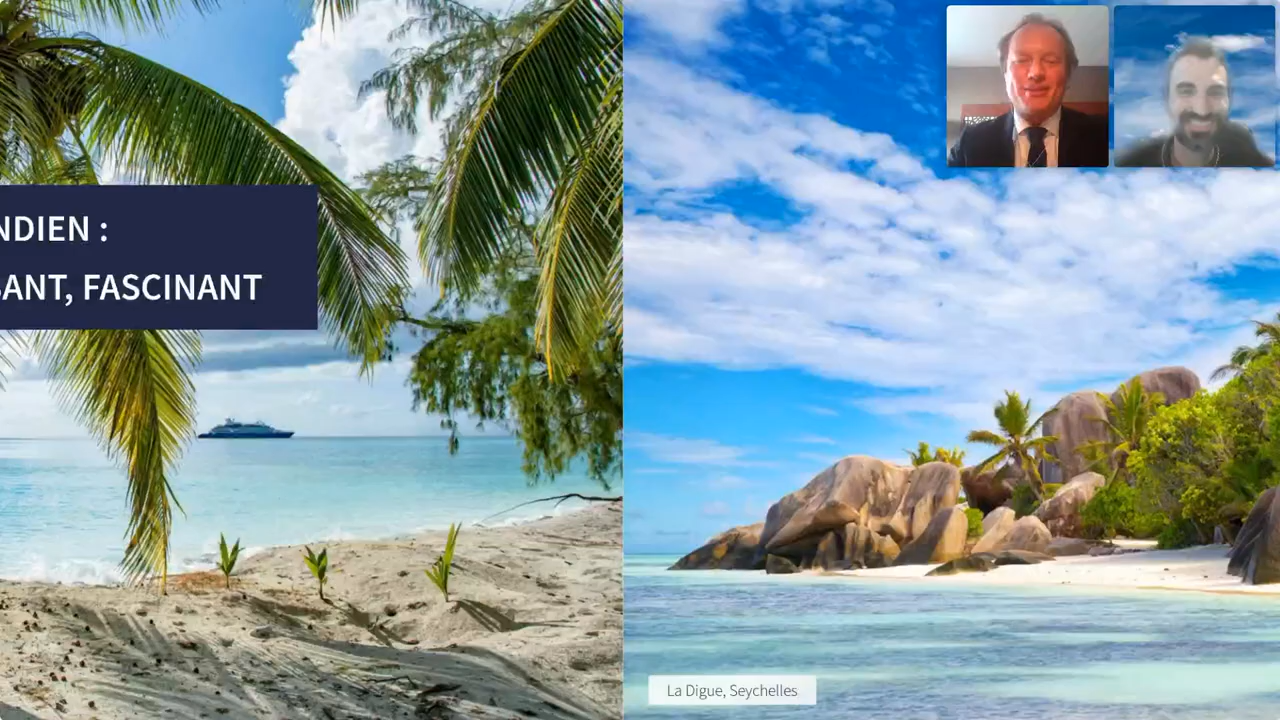 NDIEN :
SANT, FASCINANT
La Digue, Seychelles